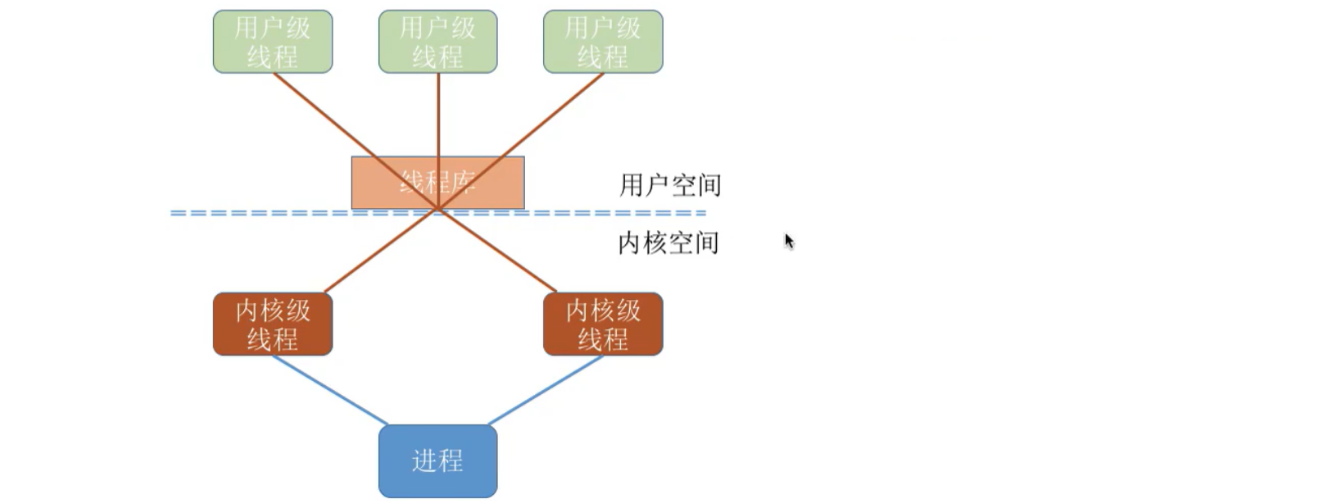 用户级
线程
用户级
线程
用户级
线程
线程库
用户空间
内核空间
内核级
线程
内核级
线程
进程